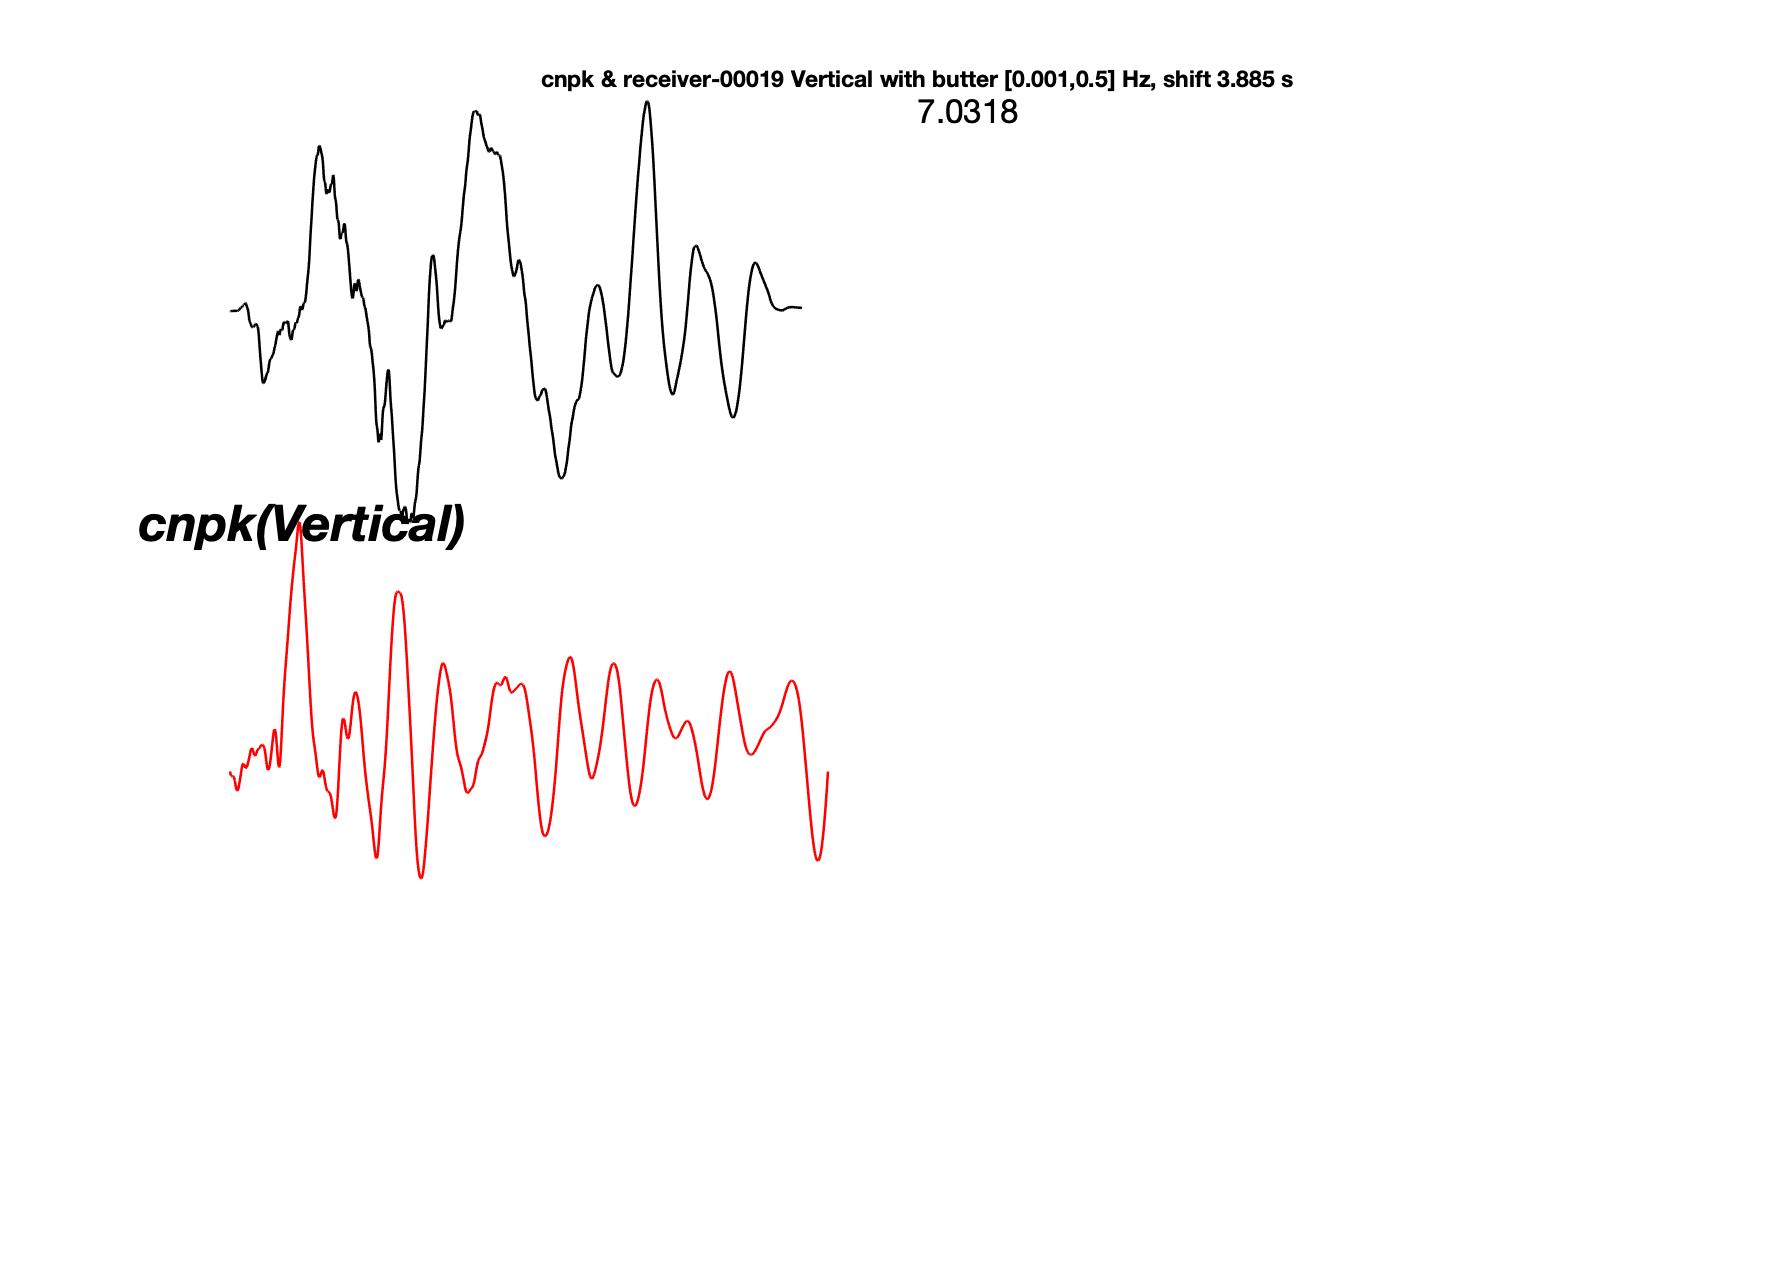 cnpk & receiver-00019 Vertical with butter [0.001,0.5] Hz, shift 3.885 s
7.0318
cnpk(Vertical)